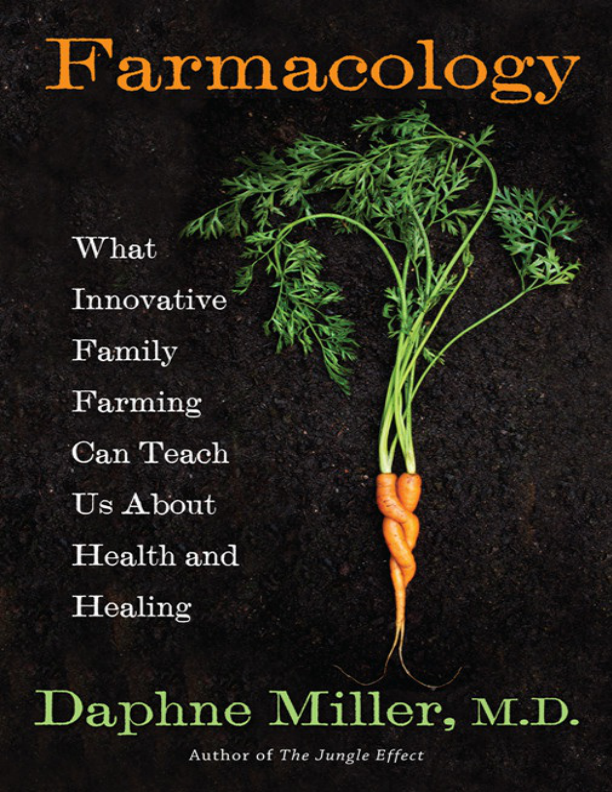 Farmacology
What
Innovative
Family
Farming
Can Teach
Us About
Health and
Healing
Daphne Miller, M.D.
Author of The Jungle Effect